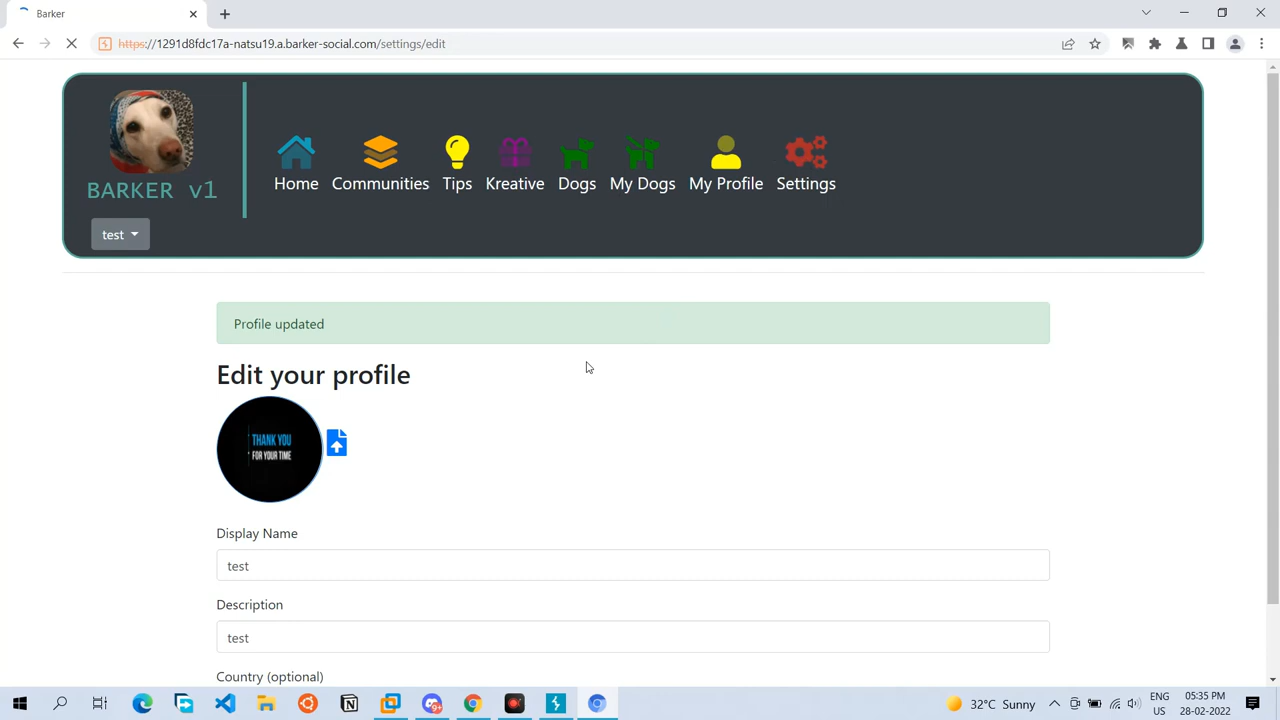 Barker
https://1291d8fdc17a-natsu19.a.barker-social.com/settings/edit
BARKER v1
Home Communities Tips Kreative Dogs My Dogs My Profile Settings
test
Profile updated
Edit your profile
THANK YOU
FOR YOUR TIME
Display Name
test
Description
test
Country (optional)
9+
32°C Sunny
ENG
US
05:35 PM
28-02-2022